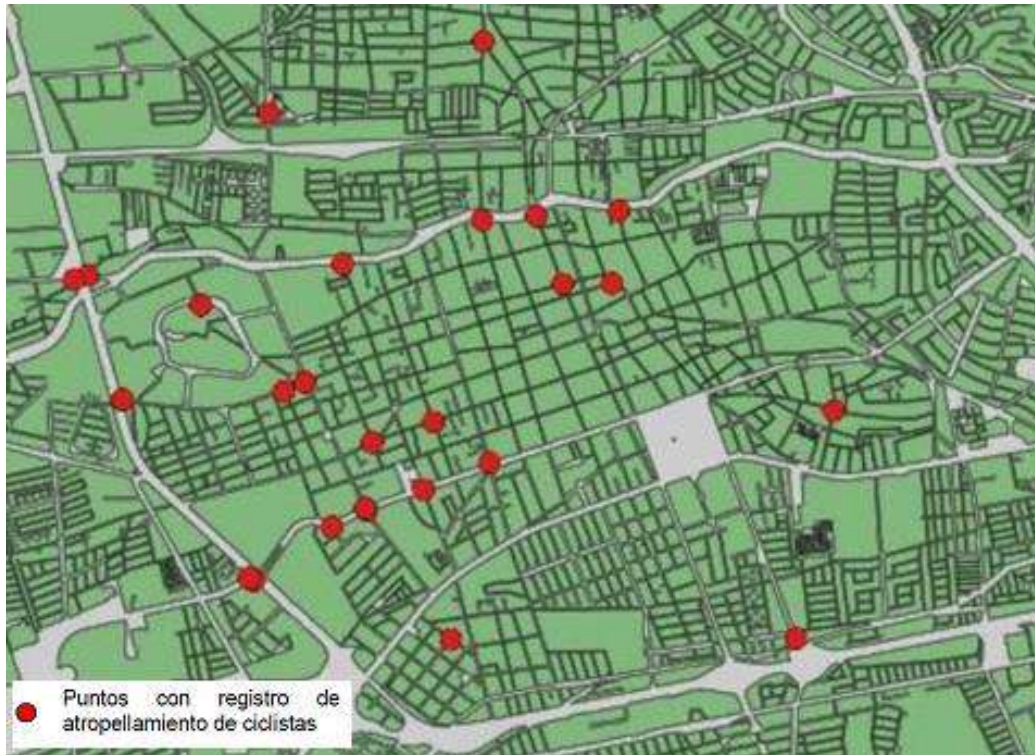 Puntos con registro de
atropellamiento de ciclistas